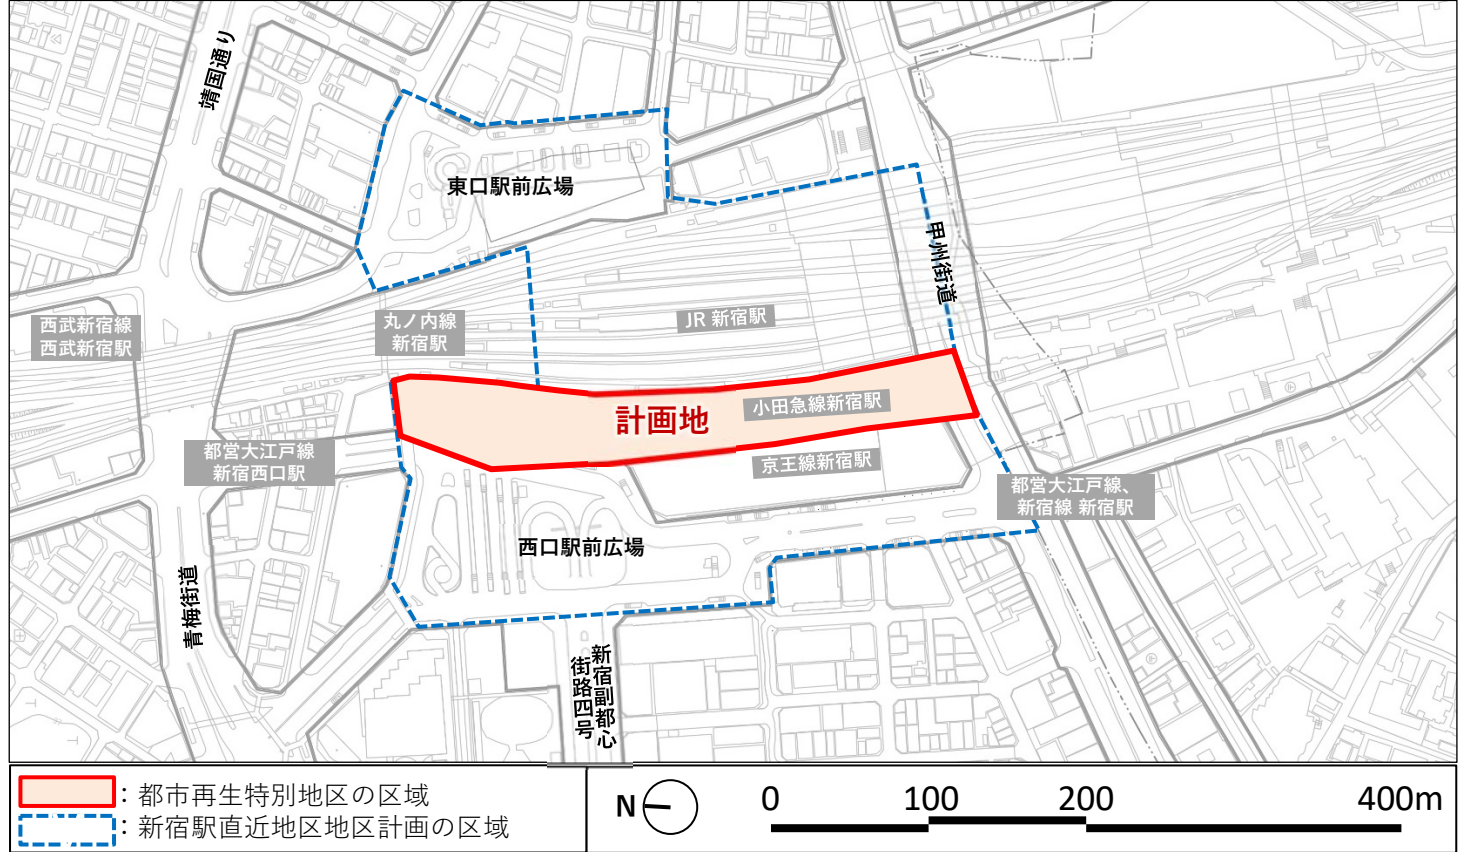 靖国通り
東口駅前広場
甲州街道
西武新宿線
西武新宿駅
丸ノ内線
新宿駅
JR 新宿駅
計画地
小田急線新宿駅
都営大江戸線
新宿西口駅
京王線新宿駅
都営大江戸線、
新宿線 新宿駅
西口駅前広場
青梅街道
新宿副都心
街路四号
：都市再生特別地区の区域
：新宿駅直近地区地区計画の区域
N
0 100 200 400m